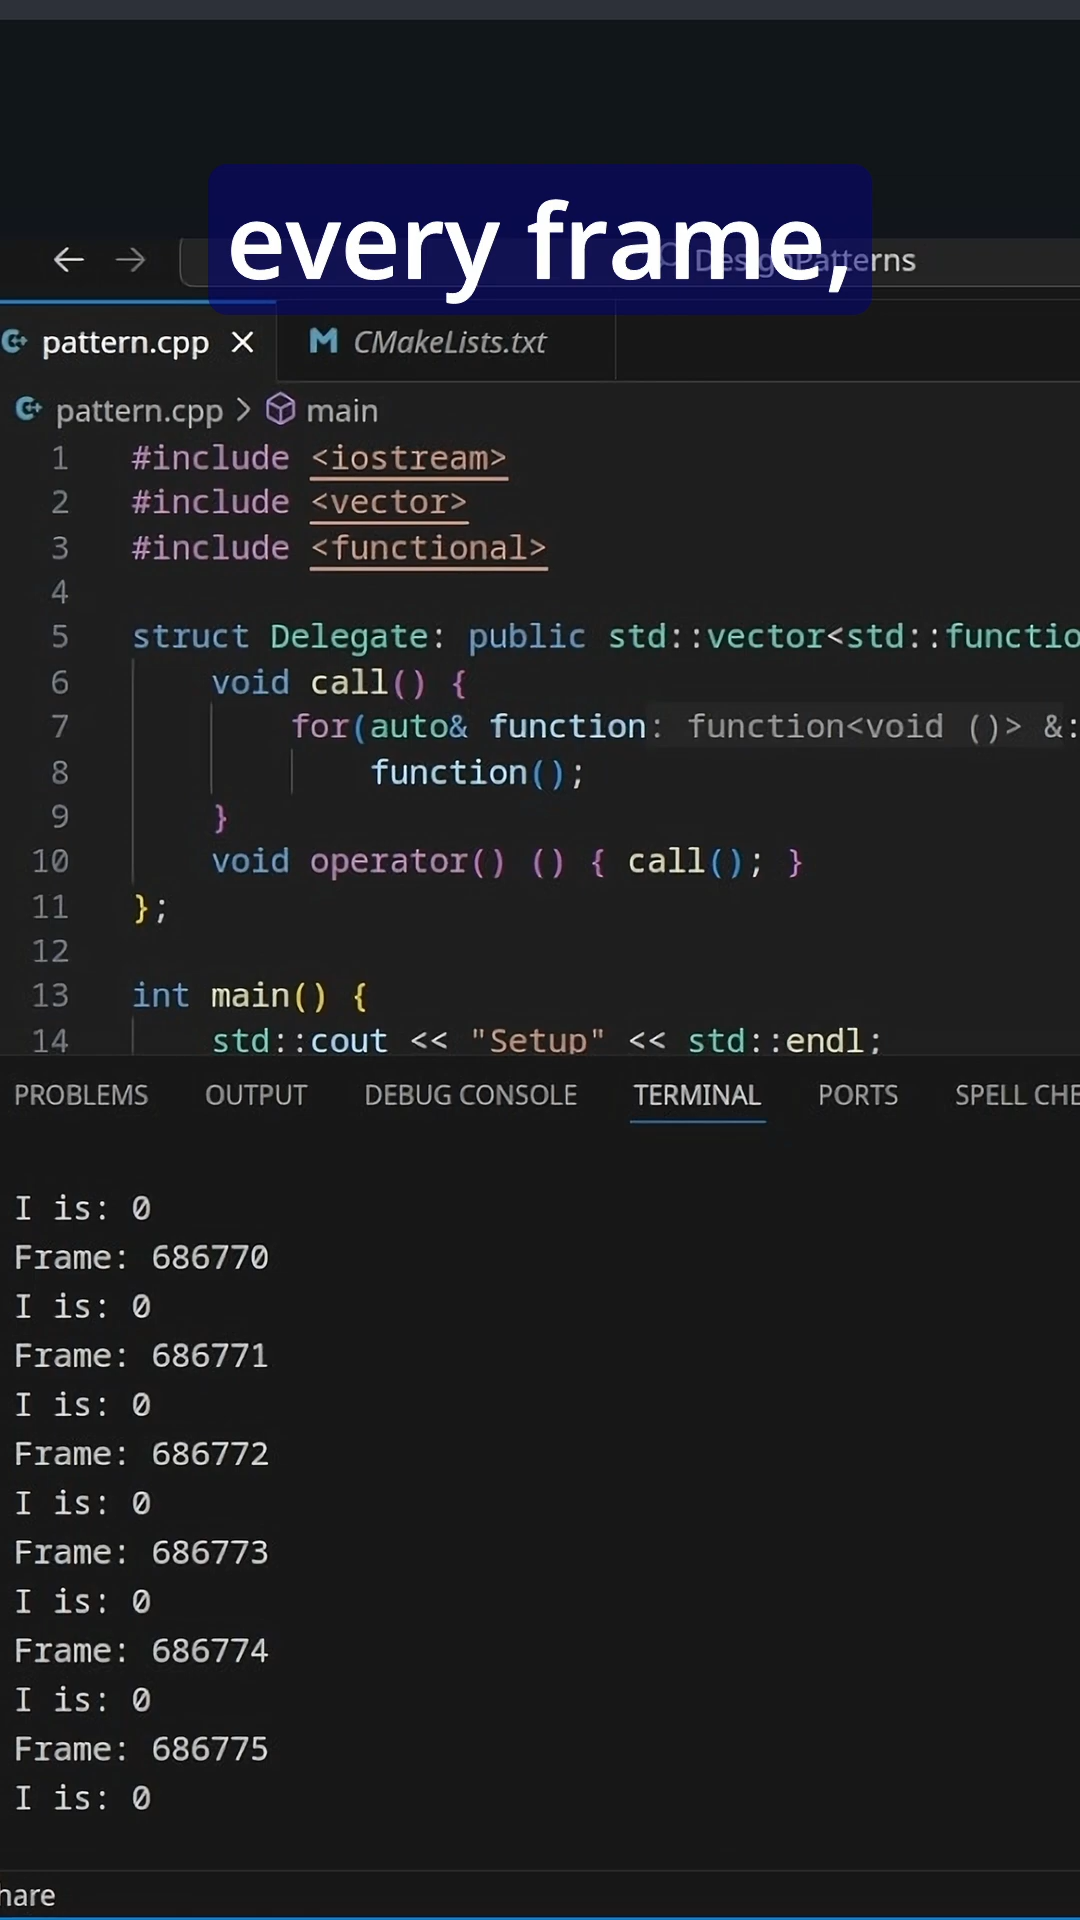 every frame,
DesignPatterns
pattern.cpp
CMakeLists.txt
pattern.cpp > main
1 #include <iostream>
2 #include <vector>
3 #include <functional>
4
5 struct Delegate: public std::vector<std::functio
6 void call() {
7 for(auto& function: function<void ()> &:
8 function();
9 }
10 void operator() () { call(); }
11 };
12
13 int main() {
14 std::cout << "Setup" << std::endl;
PROBLEMS OUTPUT DEBUG CONSOLE TERMINAL PORTS SPELL CHE
I is: 0
Frame: 686770
I is: 0
Frame: 686771
I is: 0
Frame: 686772
I is: 0
Frame: 686773
I is: 0
Frame: 686774
I is: 0
Frame: 686775
I is: 0
hare